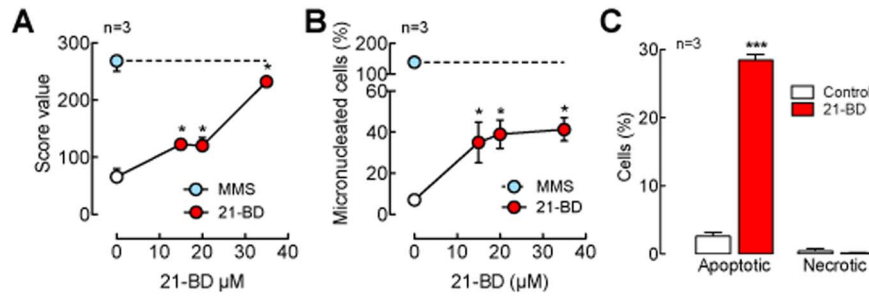 A
n=3
Score value
300
200
100
0
MMS
21-BD
0
10
20
30
40
21-BD µM
B
n=3
Micronucleated cells (%)
200
100
60
40
20
0
*
*
*
MMS
21-BD
0
10
20
30
40
21-BD (µM)
*
*
*
C
n=3
Cells (%)
30
20
10
0
***
Control
21-BD
Apoptotic
Necrotic